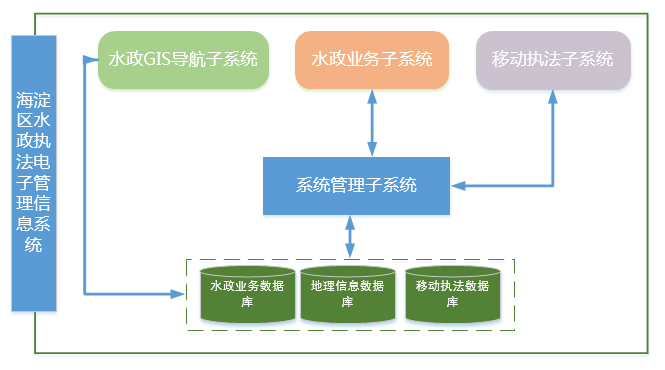 水政GIS导航子系统
水政业务子系统
移动执法子系统
海淀
区水
政执
法电
子管
理信
息系
统
系统管理子系统
水政业务数据
库
地理信息数据
库
移动执法数据
库